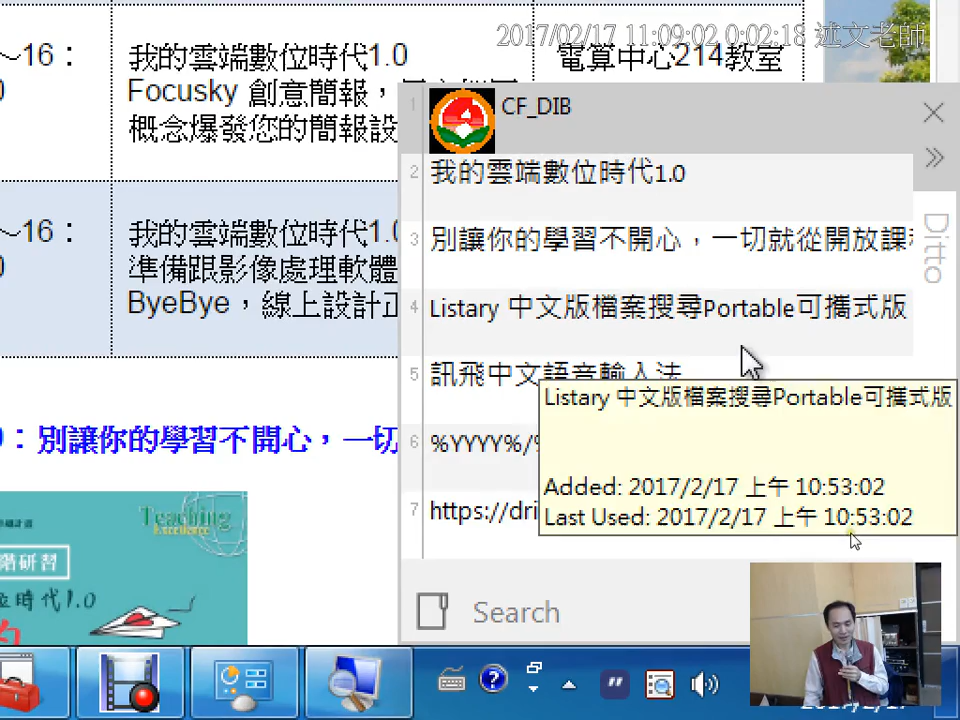 2017/02/17 11:09:02 0:02:18 述文老師
～16：
我的雲端數位時代1.0
電算中心214教室
Focusky 創意簡報，
概念爆發您的簡報設
～16：
我的雲端數位時代1.0
準備跟影像處理軟體
ByeBye，線上設計正
：別讓你的學習不開心，一切
Teaching
Excellence
潛研習
位時代1.0
1 CF_DIB
2 我的雲端數位時代1.0
3 別讓你的學習不開心，一切就從開放課
4 Listary 中文版檔案搜尋Portable可攜式版
5 訊飛中文語音輸入法
6 %YYYY%/
7 https://dri
Ditto
Listary 中文版檔案搜尋Portable可攜式版
Added: 2017/2/17 上午 10:53:02
Last Used: 2017/2/17 上午 10:53:02
Search